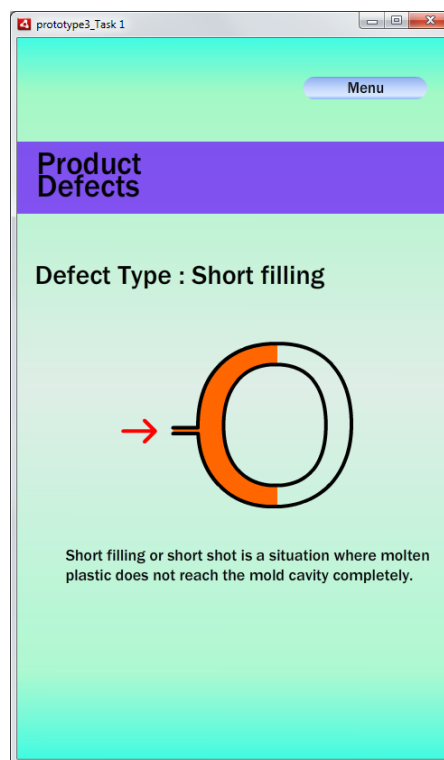 prototype3_Task 1
Menu
Product
Defects
Defect Type : Short filling
Short filling or short shot is a situation where molten
plastic does not reach the mold cavity completely.